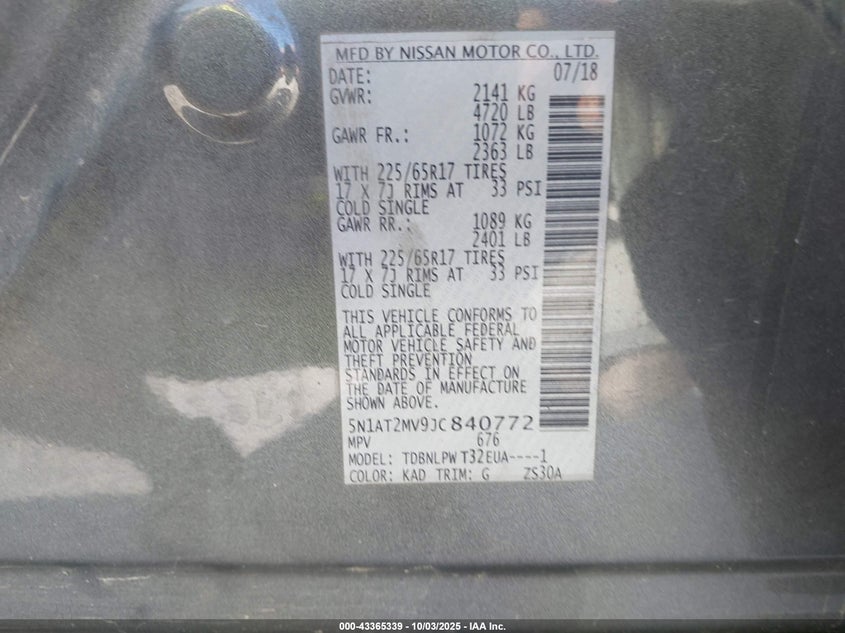 MFD BY NISSAN MOTOR CO., LTD.
DATE: 07/18
GVWR: 2141 KG
4720 LB
GAWR FR.: 1072 KG
2363 LB
WITH 225/65R17 TIRES
17 X 7J RIMS AT 33 PSI
COLD SINGLE
GAWR RR.: 1089 KG
2401 LB
WITH 225/65R17 TIRES
17 X 7J RIMS AT 33 PSI
COLD SINGLE
THIS VEHICLE CONFORMS TO
ALL APPLICABLE FEDERAL
MOTOR VEHICLE SAFETY AND
THEFT PREVENTION
STANDARDS IN EFFECT ON
THE DATE OF MANUFACTURE
SHOWN ABOVE.
5N1AT2MV9JC840772
MPV 676
MODEL: TDBNLPW T32EUA----1
COLOR: KAD TRIM: G ZS30A
000-43365339 - 10/03/2025 - IAA Inc.